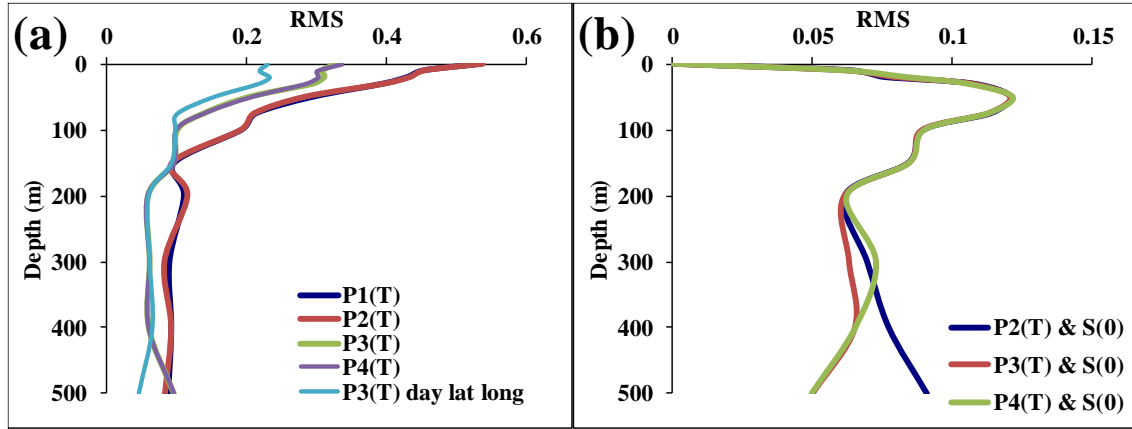 (a)
RMS
0 0.2 0.4 0.6
Depth (m)
0
100
200
300
400
500
P1(T)
P2(T)
P3(T)
P4(T)
P3(T) day lat long
(b)
RMS
0 0.05 0.1 0.15
Depth (m)
0
100
200
300
400
500
P2(T) & S(0)
P3(T) & S(0)
P4(T) & S(0)